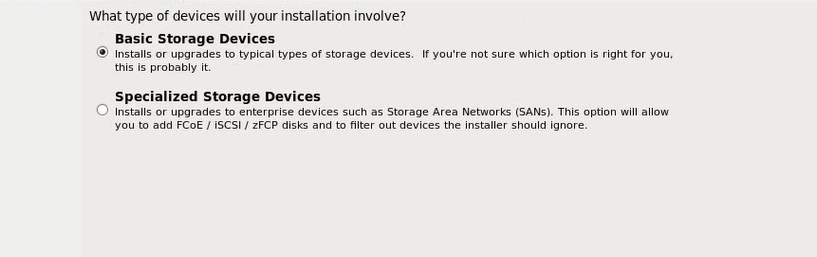 What type of devices will your installation involve?
Basic Storage Devices
Installs or upgrades to typical types of storage devices.  If you're not sure which option is right for you,
this is probably it.
Specialized Storage Devices
Installs or upgrades to enterprise devices such as Storage Area Networks (SANs). This option will allow
you to add FCoE / iSCSI / zFCP disks and to filter out devices the installer should ignore.